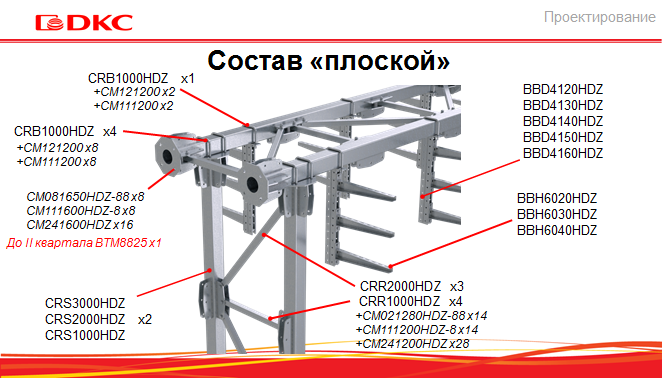 DKC
Проектирование
Состав «плоской»
CRB1000HDZ x1
+CM121200 x2
+CM111200 x2
CRB1000HDZ x4
+CM121200 x8
+CM111200 x8
CM081650HDZ-88 x8
CM111600HDZ-8 x8
CM241600HDZ x16
До II квартала BTM8825 x1
CRS3000HDZ
CRS2000HDZ x2
CRS1000HDZ
BBD4120HDZ
BBD4130HDZ
BBD4140HDZ
BBD4150HDZ
BBD4160HDZ
BBH6020HDZ
BBH6030HDZ
BBH6040HDZ
CRR2000HDZ x3
CRR1000HDZ x4
+CM021280HDZ-88 x14
+CM111200HDZ-8 x14
+CM241200HDZ x28